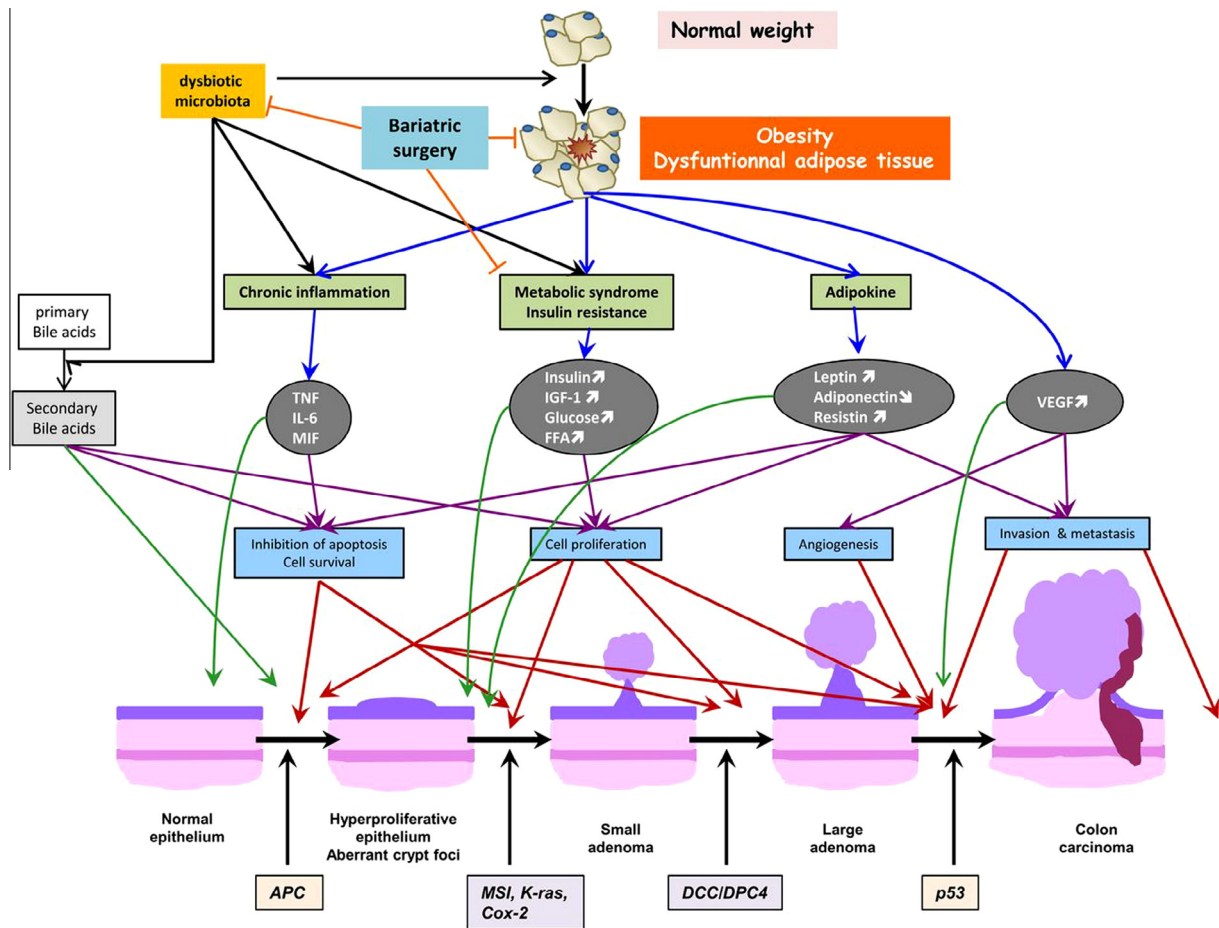 Normal weight
dysbiotic
microbiota
Bariatric
surgery
Obesity
Dysfuntionnal adipose tissue
Chronic inflammation
Metabolic syndrome
Insulin resistance
Adipokine
primary
Bile acids
Secondary
Bile acids
TNF
IL-6
MIF
Insulin↗
IGF-1↗
Glucose↗
FFA↗
Leptin ↗
Adiponectin↘
Resistin ↗
VEGF↗
Inhibition of apoptosis
Cell survival
Cell proliferation
Angiogenesis
Invasion & metastasis
Normal
epithelium
Hyperproliferative
epithelium
Aberrant crypt foci
Small
adenoma
Large
adenoma
Colon
carcinoma
APC
MSI, K-ras,
Cox-2
DCC/DPC4
p53